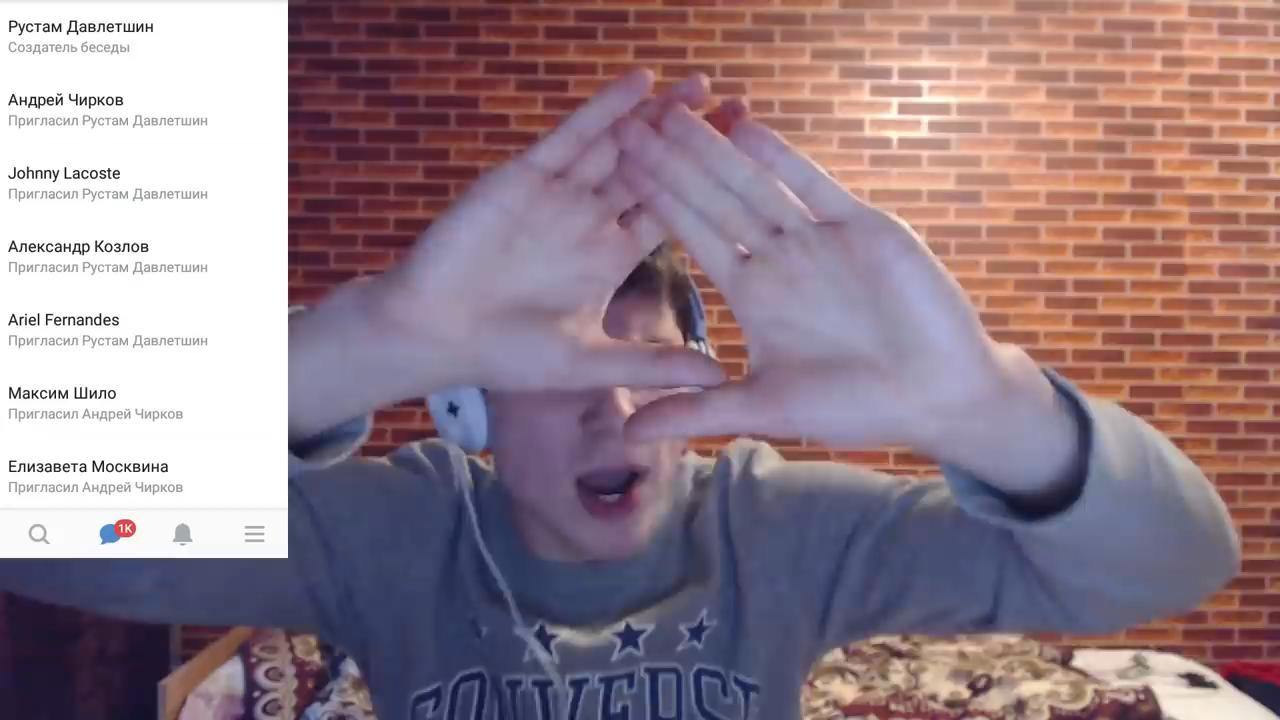 Рустам Давлетшин
Создатель беседы
Андрей Чирков
Пригласил Рустам Давлетшин
Johnny Lacoste
Пригласил Рустам Давлетшин
Александр Козлов
Пригласил Рустам Давлетшин
Ariel Fernandes
Пригласил Рустам Давлетшин
Максим Шило
Пригласил Андрей Чирков
Елизавета Москвина
Пригласил Андрей Чирков
1K
CONVERSE